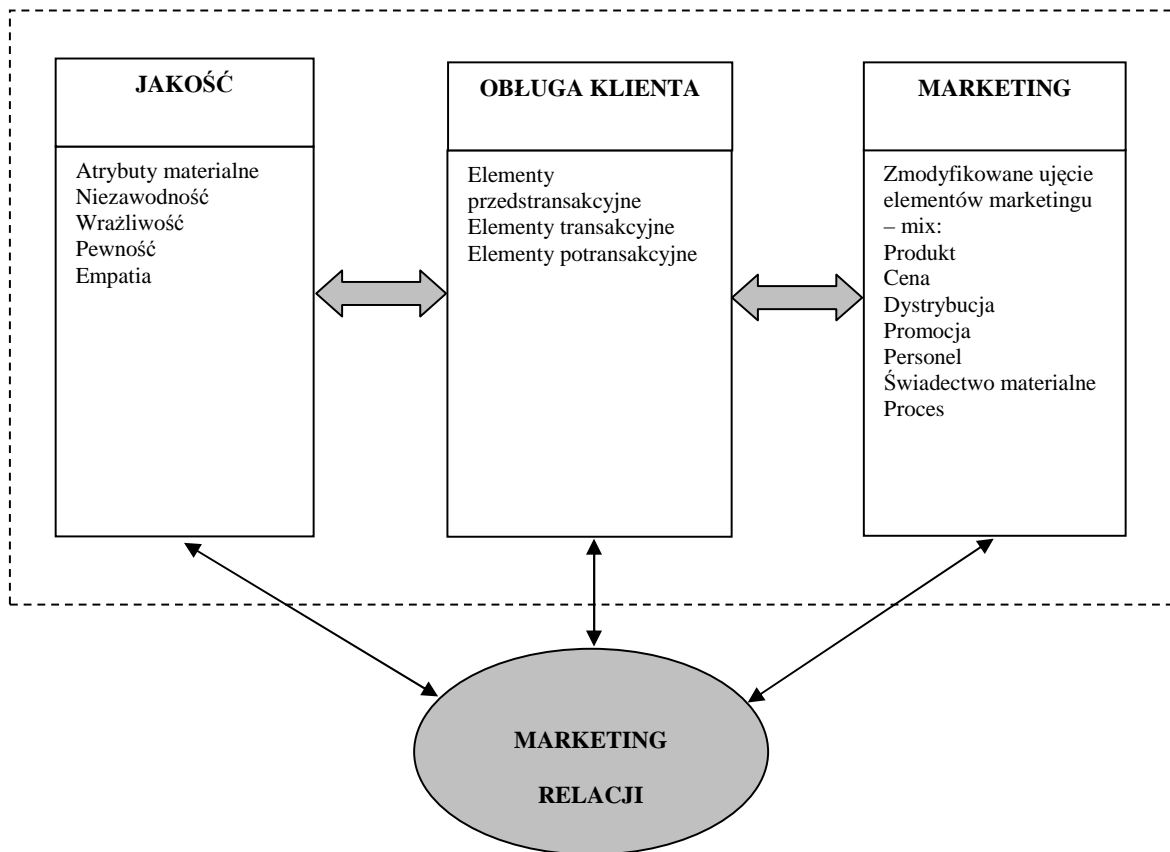 JAKOŚĆ
Atrybuty materialne
Niezawodność
Wrażliwość
Pewność
Empatia
OBŁUGA KLIENTA
Elementy
przedstransakcyjne
Elementy transakcyjne
Elementy potransakcyjne
MARKETING
Zmodyfikowane ujęcie
elementów marketingu
– mix:
Produkt
Cena
Dystrybucja
Promocja
Personel
Świadectwo materialne
Proces
MARKETING
RELACJI